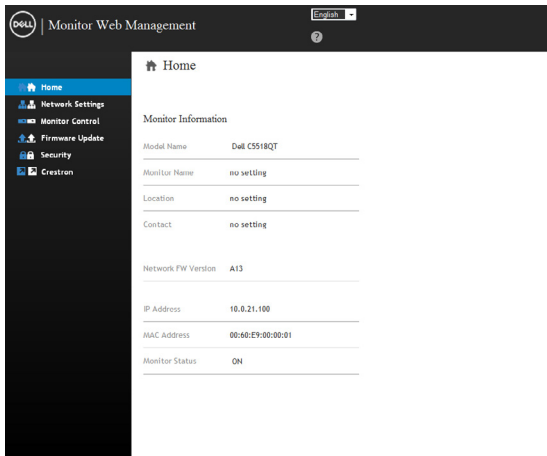 DELL | Monitor Web Management
English
?
Home
Home
Network Settings
Monitor Control
Firmware Update
Security
Crestron
Monitor Information
Model Name Dell C5518QT
Monitor Name no setting
Location no setting
Contact no setting
Network FW Version A13
IP Address 10.0.21.100
MAC Address 00:60:E9:00:00:01
Monitor Status ON